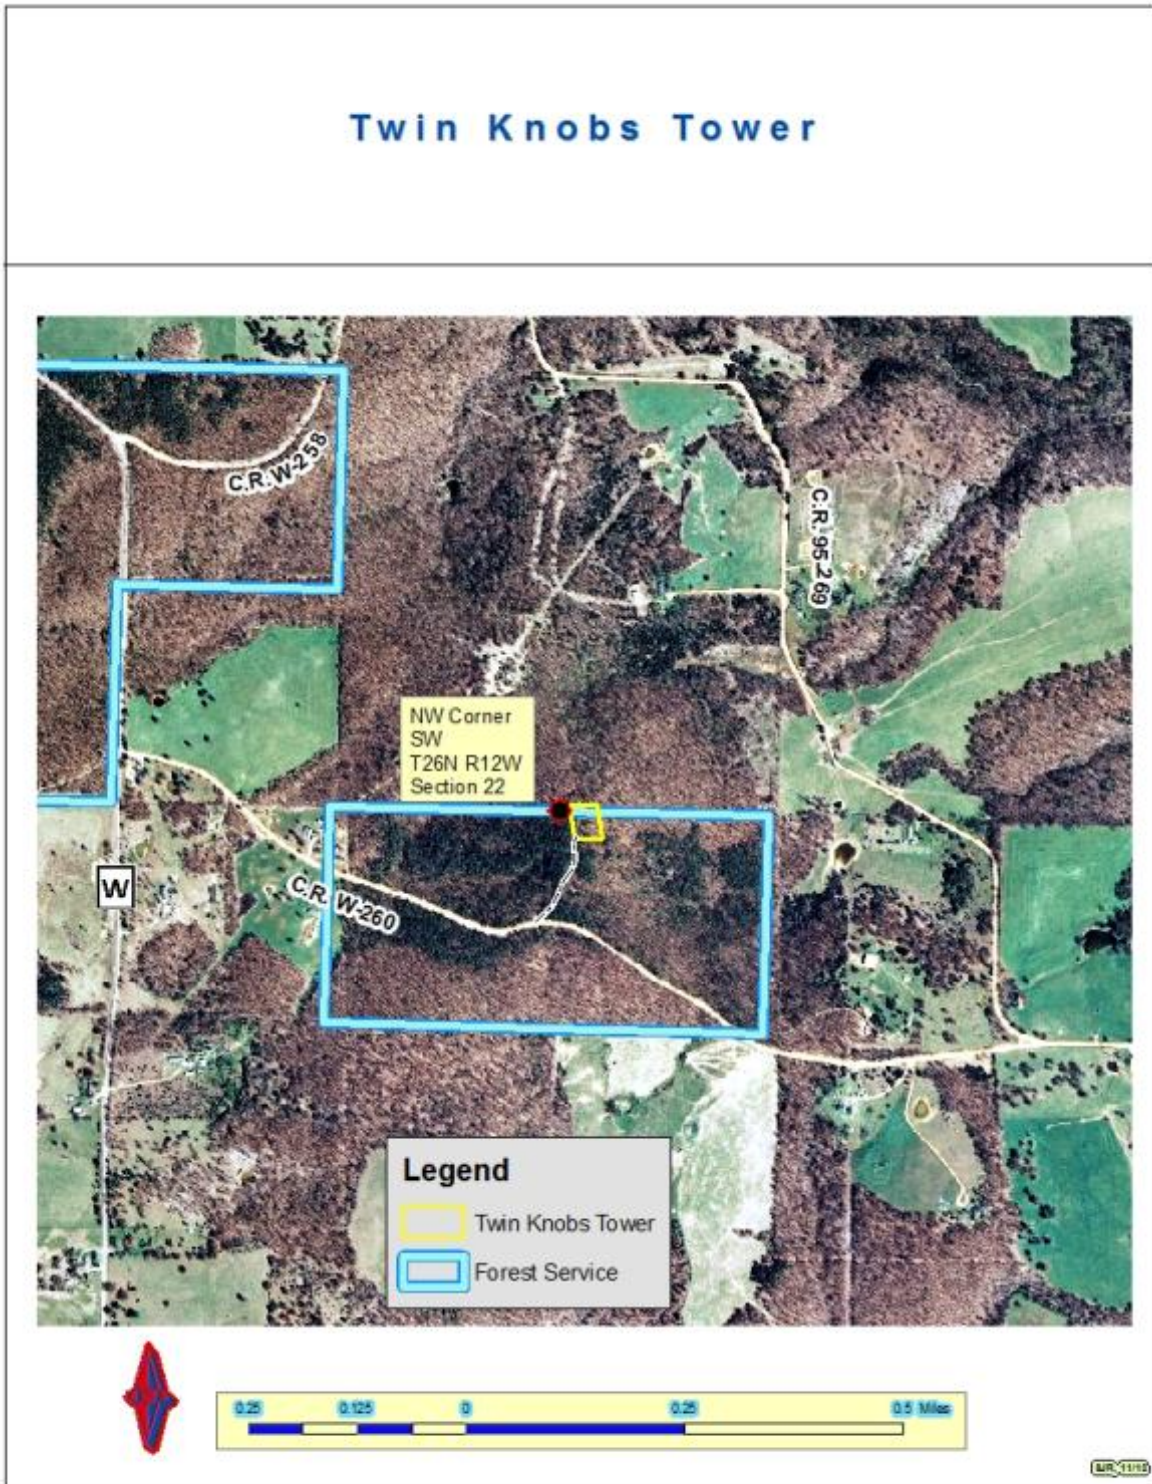 Twin Knobs Tower
C.R. W-258
C.R. 95-269
NW Corner
SW
T26N R12W
Section 22
W
C.R. W-260
Legend
Twin Knobs Tower
Forest Service
0.25 0.125 0 0.25 0.5 Miles